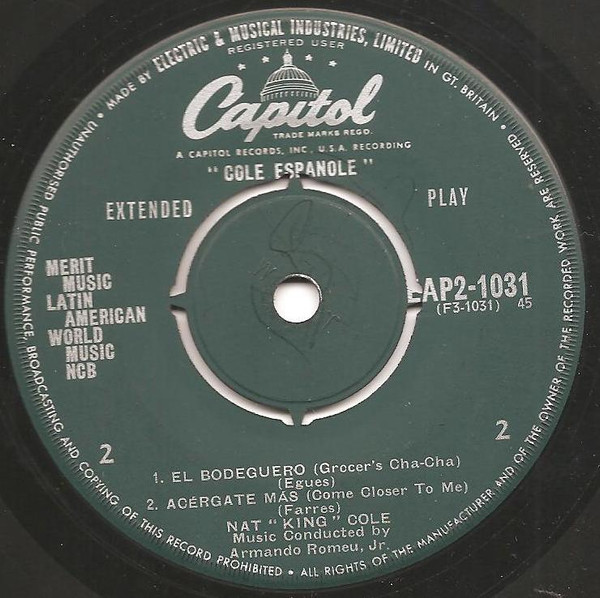 MADE BY ELECTRIC & MUSICAL INDUSTRIES, LIMITED IN GT. BRITAIN •
REGISTERED USER
Capitol
TRADE MARKS REGD.
A CAPITOL RECORDS, INC., U.S.A. RECORDING
"COLE ESPANOLE"
EXTENDED PLAY
MERIT
MUSIC
LATIN
AMERICAN
WORLD
MUSIC
NCB
EAP2-1031
(F3-1031) 45
2 2
1. EL BODEGUERO (Grocer's Cha-Cha)
(Egues)
2. ACÉRGATE MÁS (Come Closer To Me)
(Farres)
NAT "KING" COLE
Music Conducted by
Armando Romeu, Jr.
ALL RIGHTS OF THE MANUFACTURER AND OF THE OWNER OF THE RECORDED WORK ARE RESERVED •
UNAUTHORISED PUBLIC PERFORMANCE, BROADCASTING AND COPYING OF THIS RECORD PROHIBITED •